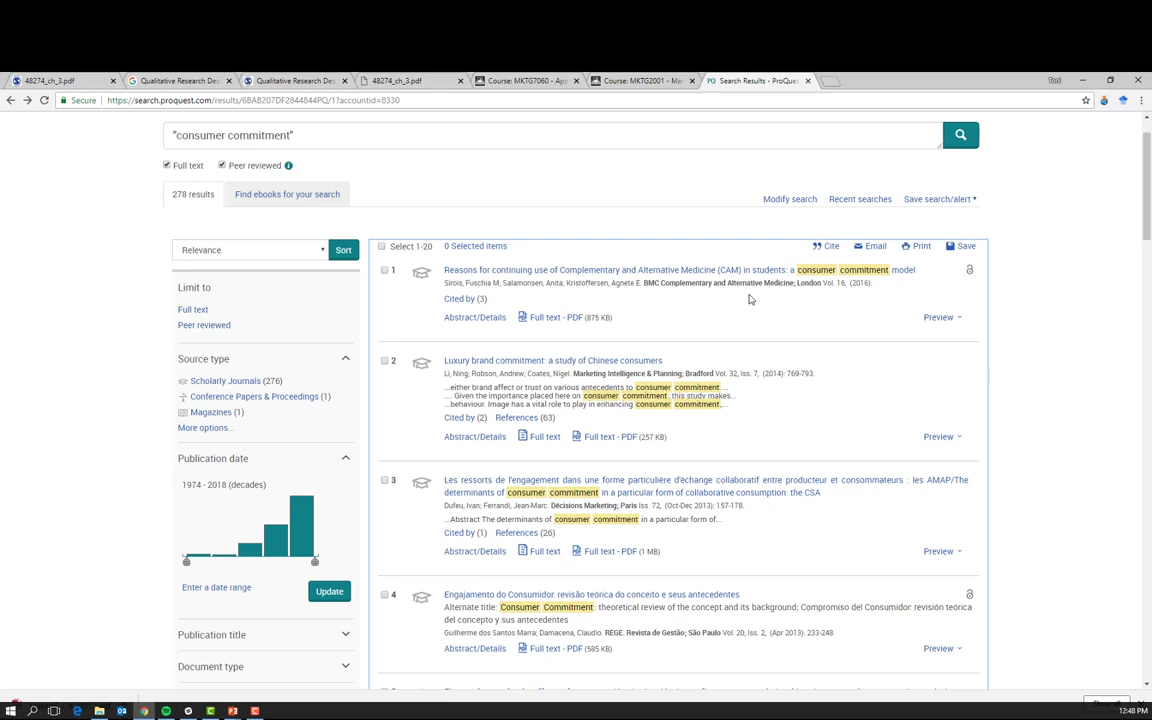 48274_ch_3.pdf
Qualitative Research De
Qualitative Research De
48274_ch_3.pdf
Course: MKTG7060 - Ap
Course: MKTG2001 - Ma
PQ Search Results - ProQue
Secure | https://search.proquest.com/results/6BAB207DF2844844PQ/1?accountid=8330
"consumer commitment"
Full text Peer reviewed
278 results Find ebooks for your search
Modify search Recent searches Save search/alert
Relevance Sort
Select 1-20 0 Selected items Cite Email Print Save
1 Reasons for continuing use of Complementary and Alternative Medicine (CAM) in students: a consumer commitment model
Sirois, Fuschia M; Salamonsen, Anita; Kristoffersen, Agnete E. BMC Complementary and Alternative Medicine; London Vol. 16, (2016).
Cited by (3)
Abstract/Details Full text - PDF (875 KB) Preview
2 Luxury brand commitment: a study of Chinese consumers
Li, Ning; Robson, Andrew; Coates, Nigel. Marketing Intelligence & Planning; Bradford Vol. 32, Iss. 7, (2014): 769-793.
...either brand affect or trust on various antecedents to consumer commitment....
.... Given the importance placed here on consumer commitment, this study makes...
...behaviour. Image has a vital role to play in enhancing consumer commitment,...
Cited by (2) References (63)
Abstract/Details Full text Full text - PDF (257 KB) Preview
3 Les ressorts de l'engagement dans une forme particulière d'échange collaboratif entre producteur et consommateurs : les AMAP/The
determinants of consumer commitment in a particular form of collaborative consumption: the CSA
Dufeu, Ivan; Ferrandi, Jean-Marc. Décisions Marketing; Paris Iss. 72, (Oct-Dec 2013): 157-178.
...Abstract The determinants of consumer commitment in a particular form of...
Cited by (1) References (26)
Abstract/Details Full text Full text - PDF (1 MB) Preview
4 Engajamento do Consumidor: revisão teórica do conceito e seus antecedentes
Alternate title: Consumer Commitment: theoretical review of the concept and its background; Compromiso del Consumidor: revisión teórica
del concepto y sus antecedentes
Guilherme dos Santos Marra; Damacena, Claudio. REGE. Revista de Gestão; São Paulo Vol. 20, Iss. 2, (Apr 2013): 233-248.
Abstract/Details Full text - PDF (585 KB) Preview
Limit to
Full text
Peer reviewed
Source type
Scholarly Journals (276)
Conference Papers & Proceedings (1)
Magazines (1)
More options...
Publication date
1974 - 2018 (decades)
Enter a date range Update
Publication title
Document type
Show all
12:48 PM